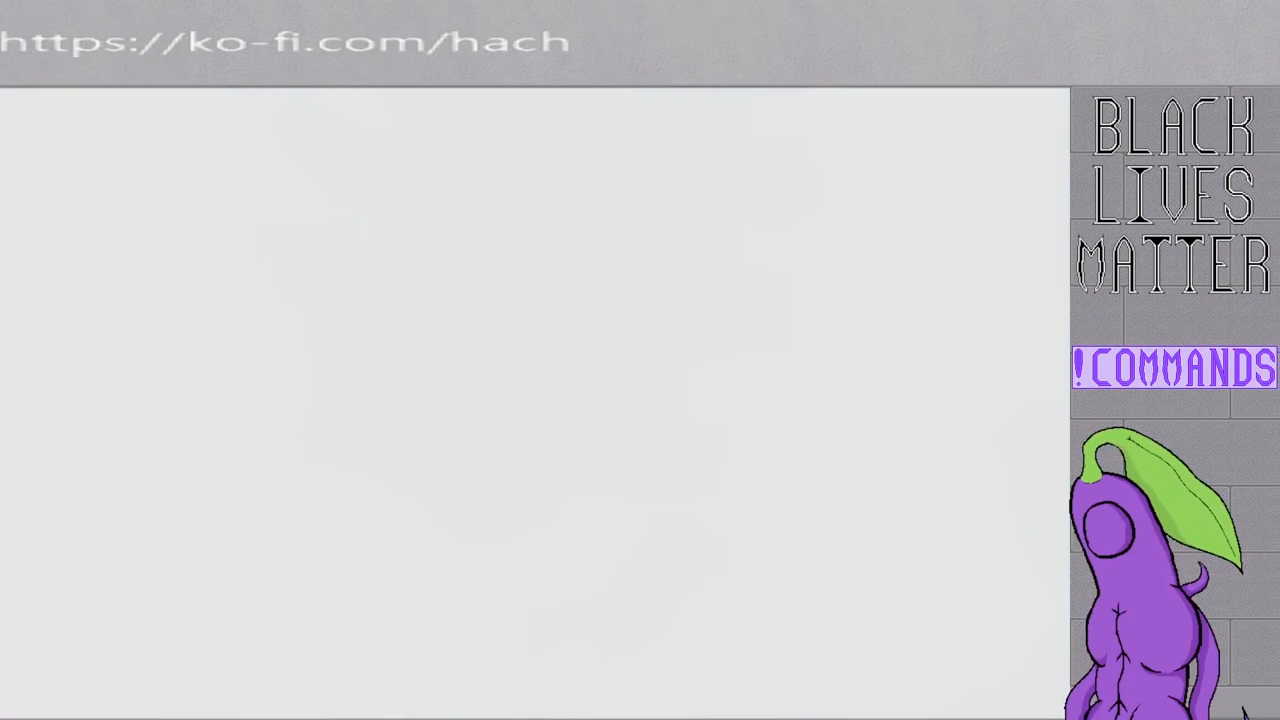 https://ko-fi.com/hach
BLACK
LIVES
MATTER
!COMMANDS